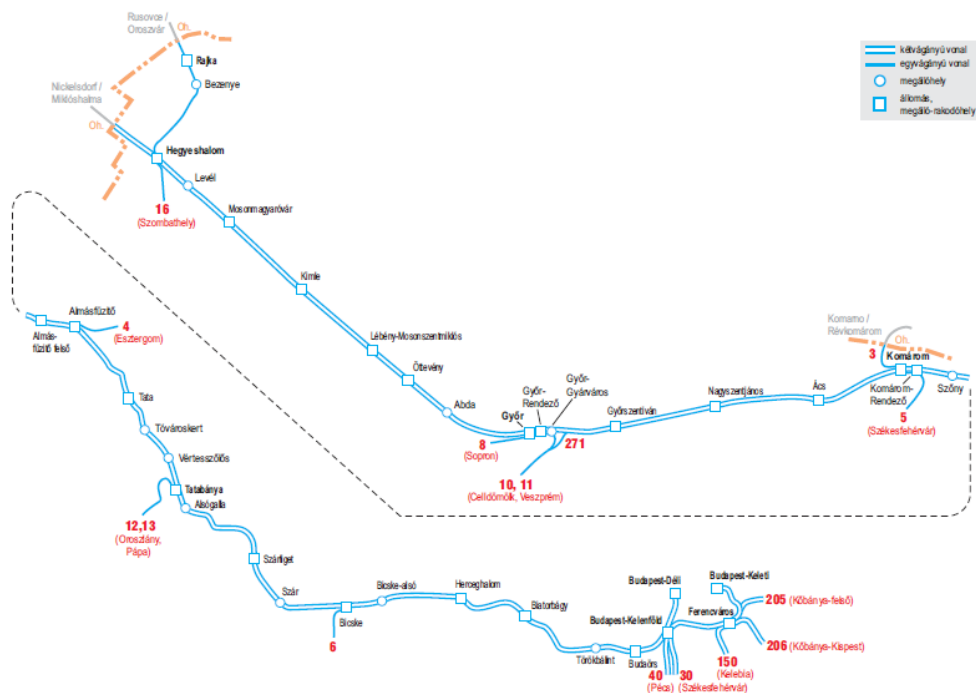 Rusovce /
Oroszvár
Oh.
Rajka
Bezenye
Nickelsdorf /
Miklóshalma
Oh.
Hegyeshalom
Levél
16
(Szombathely)
Mosonmagyaróvár
kétvágányú vonal
egyvágányú vonal
megállóhely
állomás,
megálló-rakodóhely
Kimle
Almásfüzitő
4
(Esztergom)
Almás-
füzitő felső
Lébény-Mosonszentmiklós
Öttevény
Abda
Győr
Győr-
Rendező
Győr-
Gyárváros
8
(Sopron)
271
10, 11
(Celldömölk, Veszprém)
Győrszentiván
Nagyszentjános
Ács
Komarno /
Révkomárom
Oh.
3
Komárom
Komárom-
Rendező
Szőny
5
(Székesfehérvár)
Tata
Tóvároskert
Vértesszőlős
Tatabánya
Alsógalla
12,13
(Oroszlány,
Pápa)
Szárliget
Szár
Bicske
6
Bicske-alsó
Herceghalom
Biatorbágy
Törökbálint
Budaörs
Budapest-Déli
Budapest-Kelenföld
Budapest-Keleti
Ferencváros
205 (Kőbánya-felső)
206 (Kőbánya-Kispest)
150
(Kelebia)
40
(Pécs)
30
(Székesfehérvár)